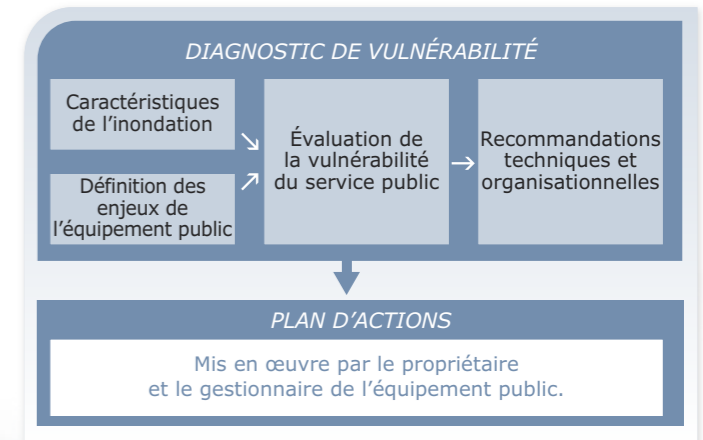 DIAGNOSTIC DE VULNÉRABILITÉ
Caractéristiques
de l’inondation
↘
Définition des
enjeux de
l’équipement public
↗
Évaluation de
la vulnérabilité
du service public
→
Recommandations
techniques et
organisationnelles
PLAN D’ACTIONS
Mis en œuvre par le propriétaire
et le gestionnaire de l’équipement public.